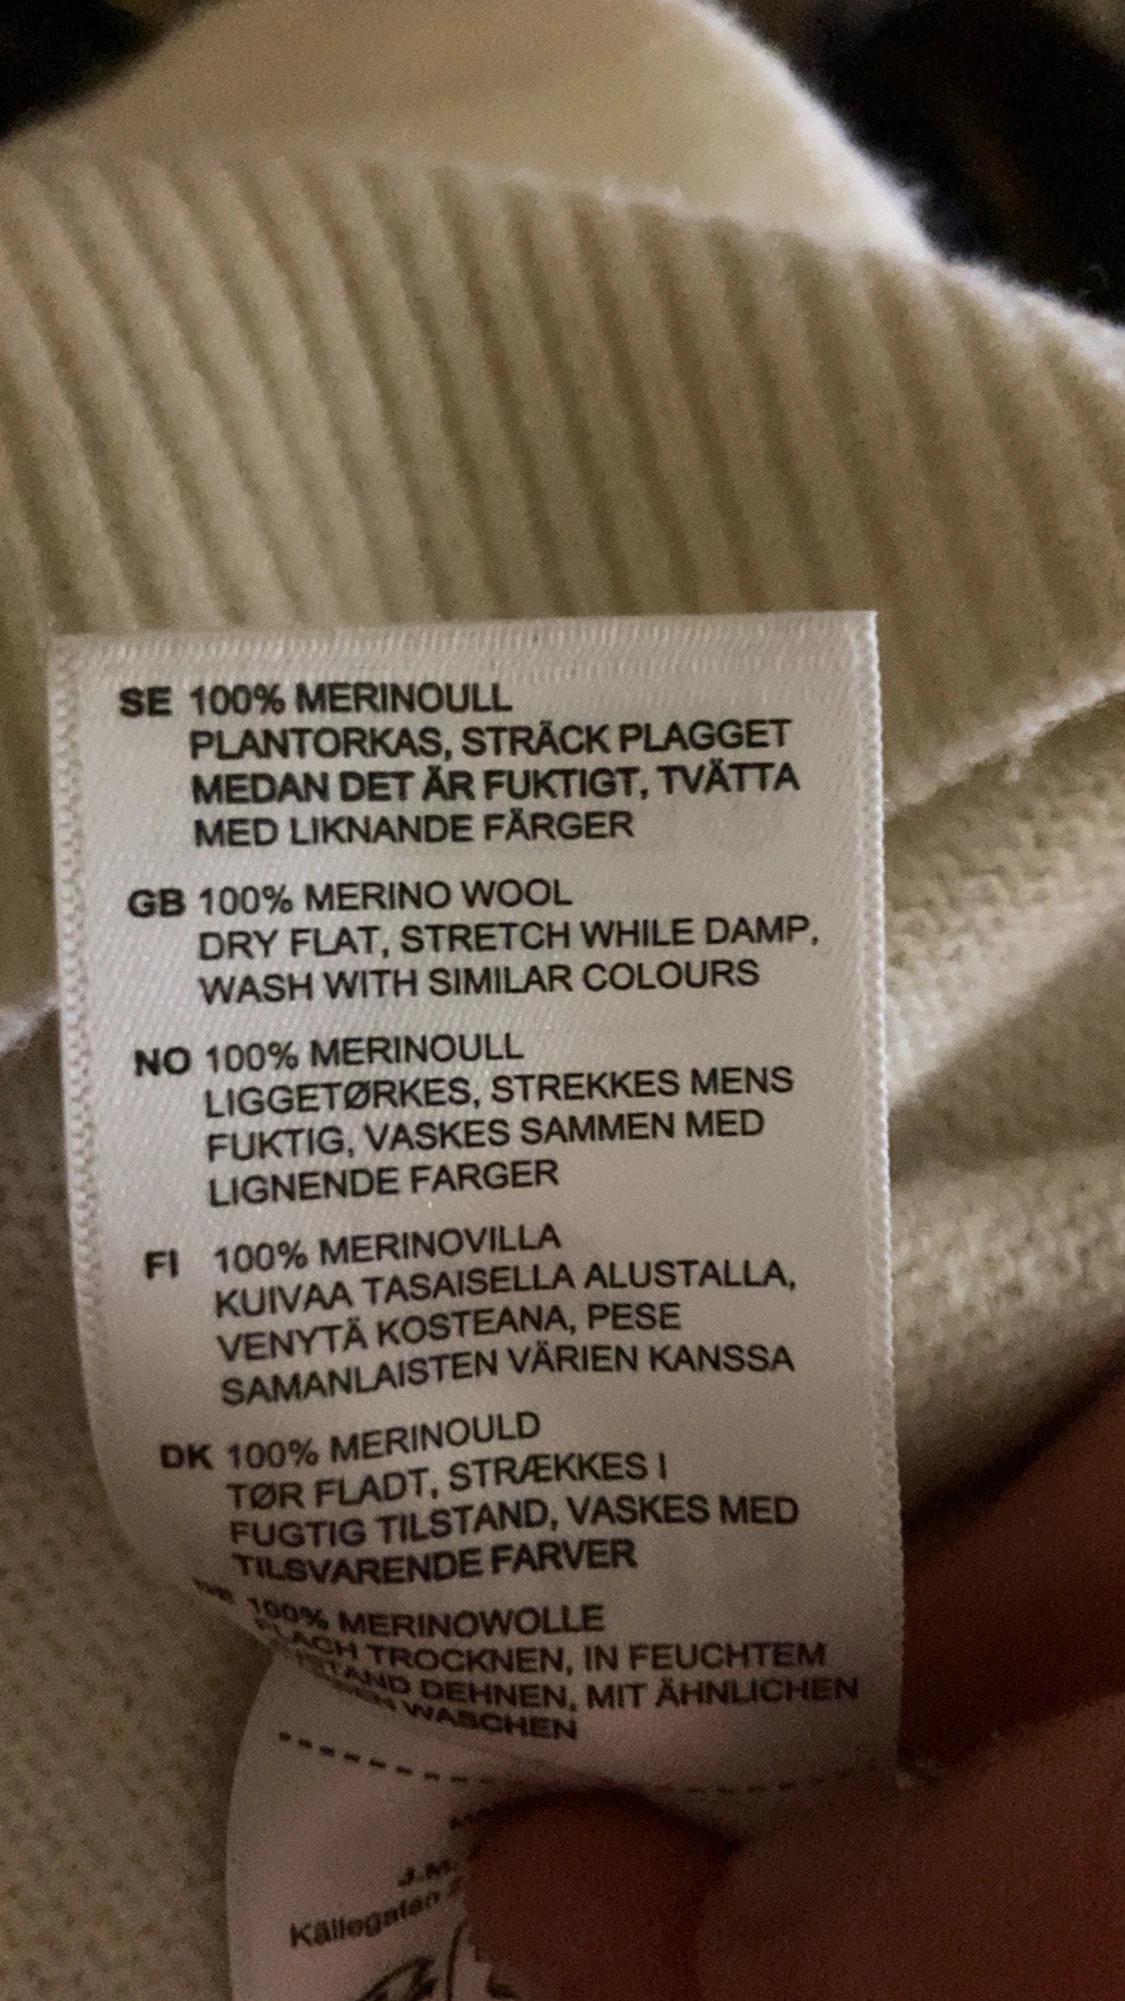 SE 100% MERINOULL
PLANTORKAS, STRÄCK PLAGGET
MEDAN DET ÄR FUKTIGT, TVÄTTA
MED LIKNANDE FÄRGER
GB 100% MERINO WOOL
DRY FLAT, STRETCH WHILE DAMP,
WASH WITH SIMILAR COLOURS
NO 100% MERINOULL
LIGGETØRKES, STREKKES MENS
FUKTIG, VASKES SAMMEN MED
LIGNENDE FARGER
FI 100% MERINOVILLA
KUIVAA TASAISELLA ALUSTALLA,
VENYTÄ KOSTEANA, PESE
SAMANLAISTEN VÄRIEN KANSSA
DK 100% MERINOULD
TØR FLADT, STRÆKKES I
FUGTIG TILSTAND, VASKES MED
TILSVARENDE FARVER
100% MERINOWOLLE
TROCKNEN, IN FEUCHTEM
DEHNEN, MIT ÄHNLICHEN
WASCHEN
J.M.
Källegatan